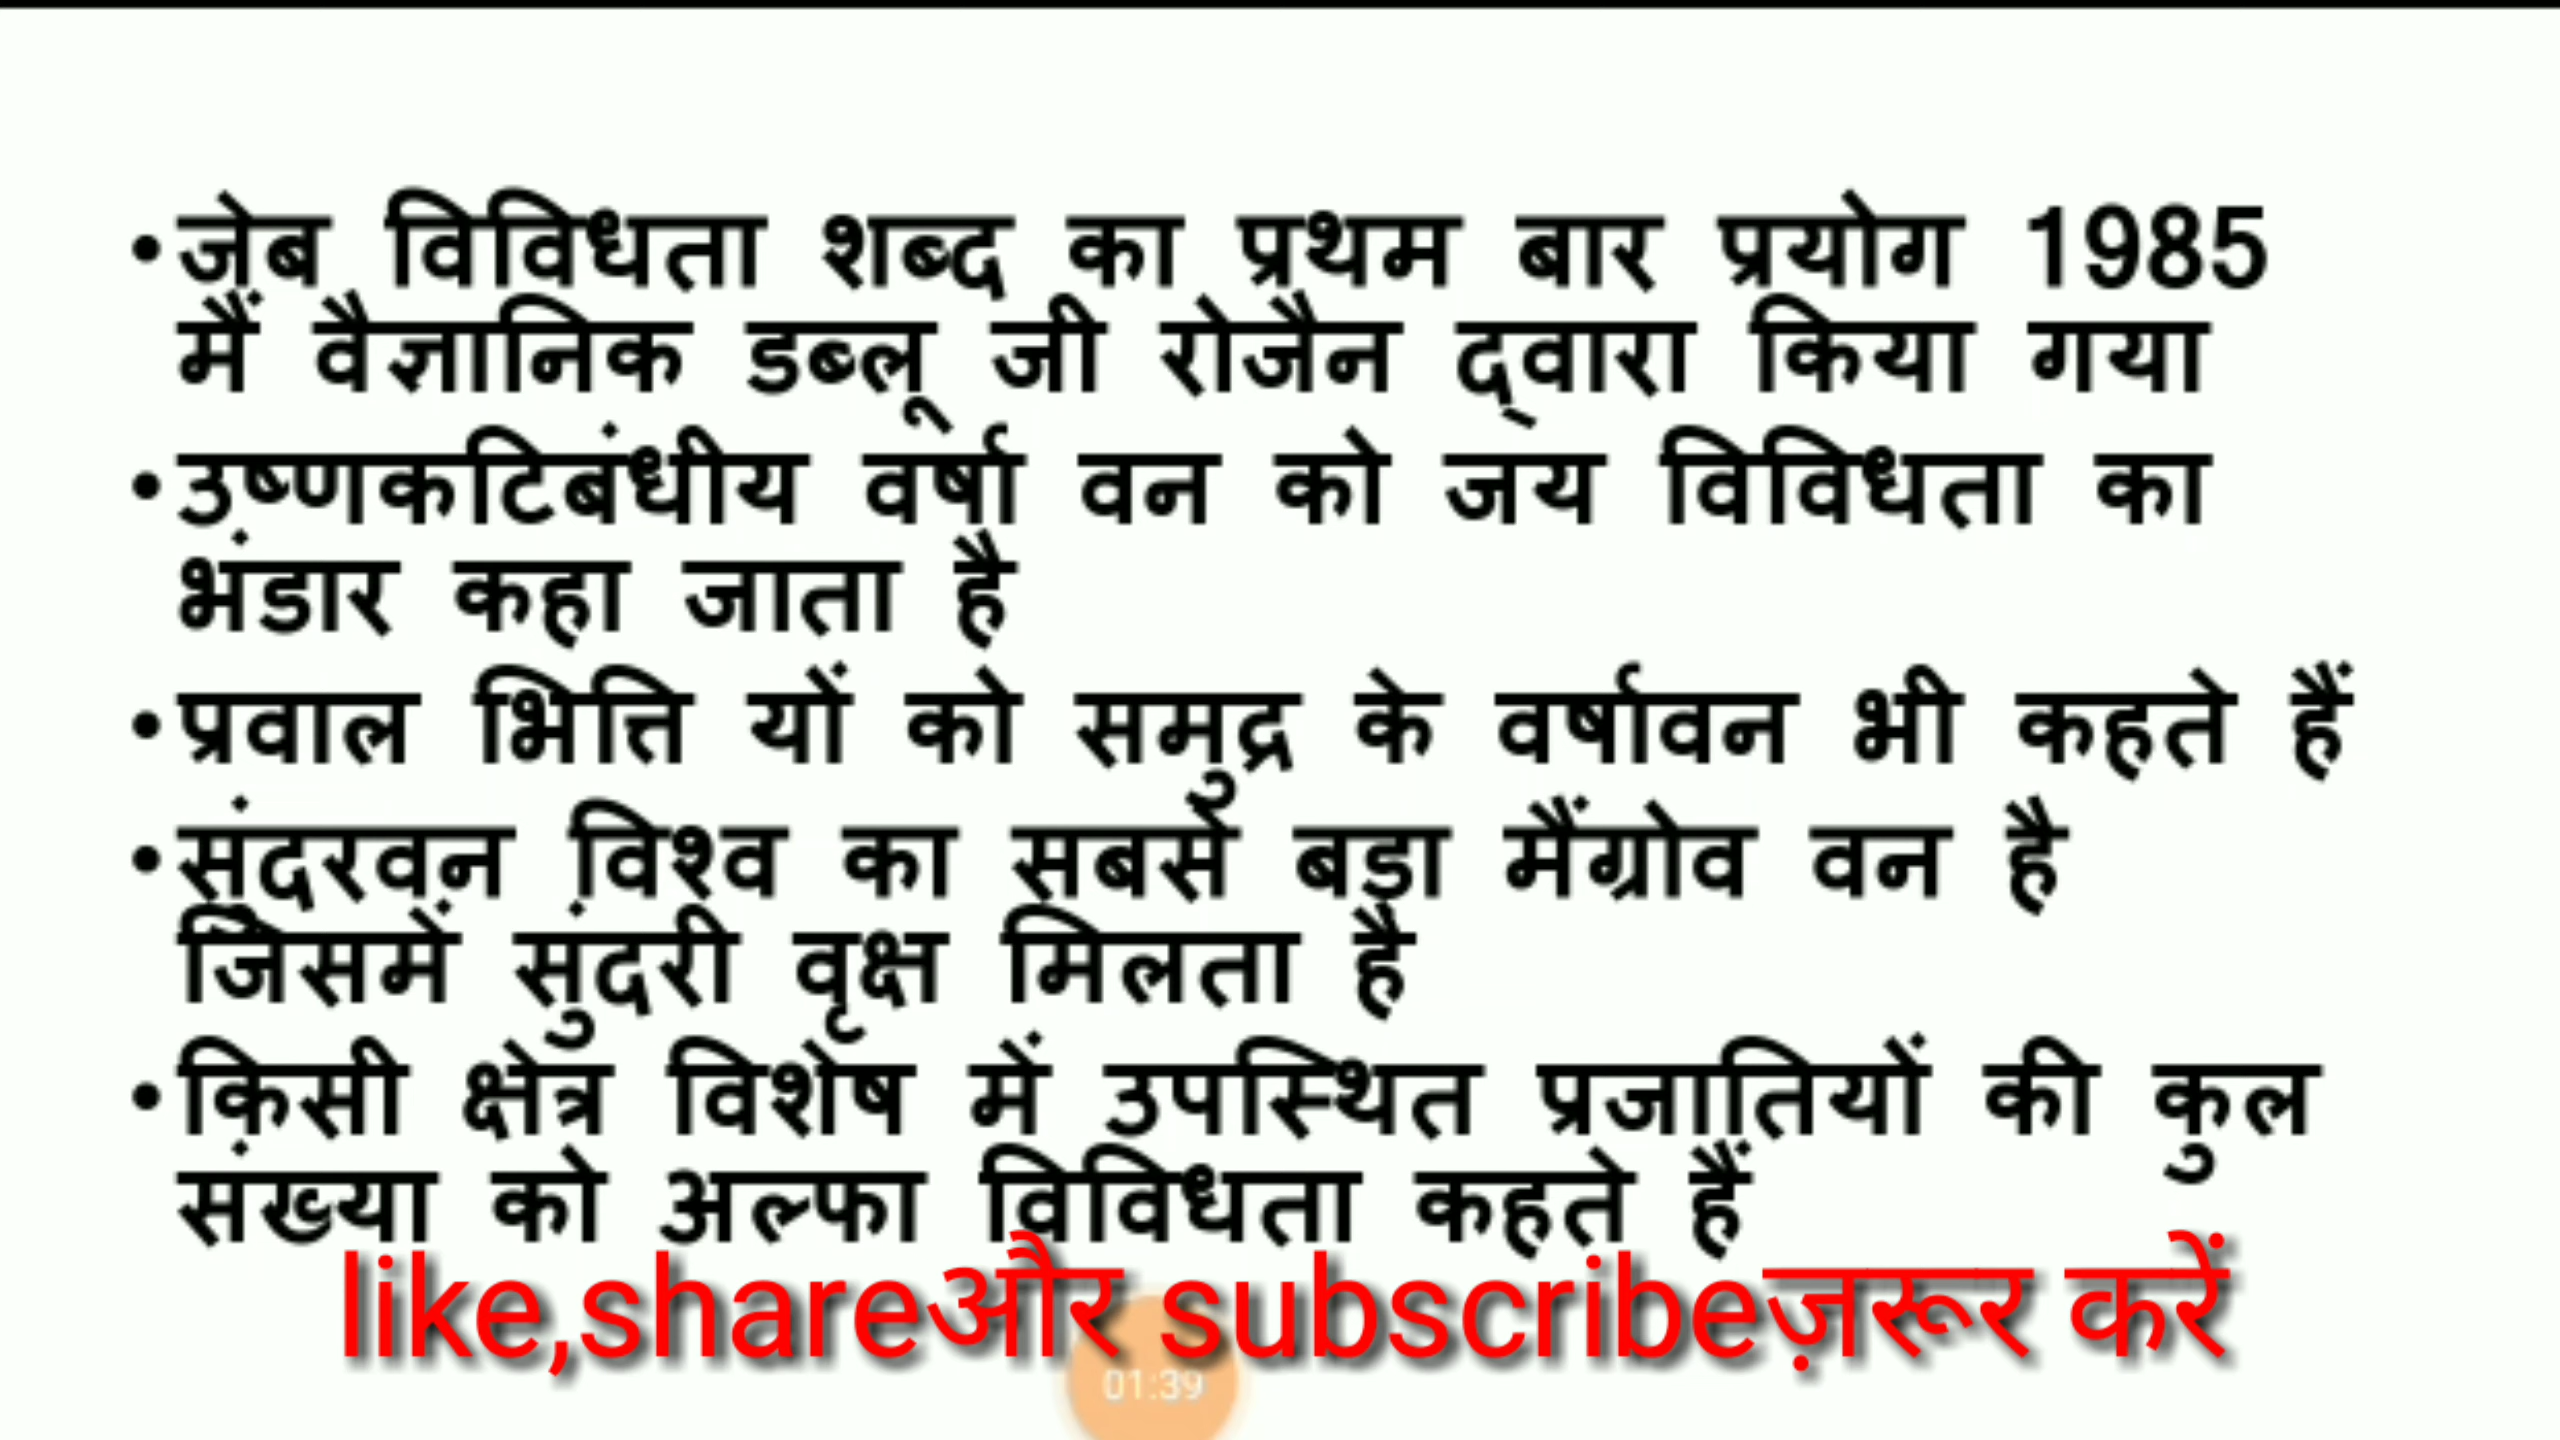 •जेब विविधता शब्द का प्रथम बार प्रयोग 1985
मैं वैज्ञानिक डब्लू जी रोजैन द्वारा किया गया
•उष्णकटिबंधीय वर्षा वन को जय विविधता का
भंडार कहा जाता है
•प्रवाल भित्ति यों को समुद्र के वर्षावन भी कहते हैं
•सुंदरवन विश्व का सबसे बड़ा मैंग्रोव वन है
जिसमें सुंदरी वृक्ष मिलता है
•किसी क्षेत्र विशेष में उपस्थित प्रजातियों की कुल
संख्या को अल्फा विविधता कहते हैं
like,shareऔर subscribeज़रूर करें
01:39